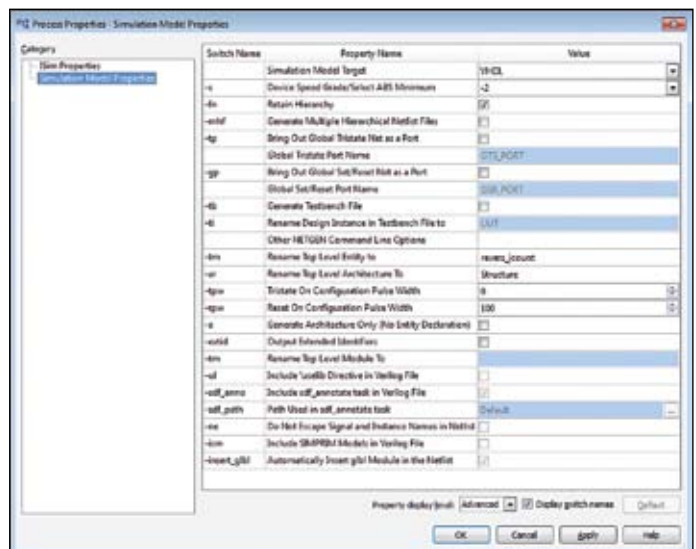 Process Properties - Simulation Model Properties
Category
ISim Properties
Simulation Model Properties
Switch Name Property Name Value
Simulation Model Target VHDL
-s Device Speed Grade/Select ABS Minimum -2
-fn Retain Hierarchy
-mhf Generate Multiple Hierarchical Netlist Files
-tp Bring Out Global Tristate Net as a Port
Global Tristate Port Name GTS_PORT
-gp Bring Out Global Set/Reset Net as a Port
Global Set/Reset Port Name GSR_PORT
-tb Generate Testbench File
-ti Rename Design Instance in Testbench File to UUT
Other NETGEN Command Line Options
Rename Top Level Entity to
-ar Rename Top Level Architecture To Structure
-tpw Tristate On Configuration Pulse Width 0
Reset On Configuration Pulse Width 100
-a Generate Architecture Only (No Entity Declaration)
-extid Output Extended Identifiers
-tm Rename Top Level Module To
-ul Include 'uselib Directive in Verilog File
-sdf_anno Include sdf_annotate task in Verilog File
-sdf_path Path Used in sdf_annotate task Default ...
-ne Do Not Escape Signal and Instance Names in Netlist
-ism Include SIMPRIM Models in Verilog File
-insert_glbl Automatically Insert glbl Module in the Netlist
Property display level: Advanced Display switch names Default
OK Cancel Apply Help